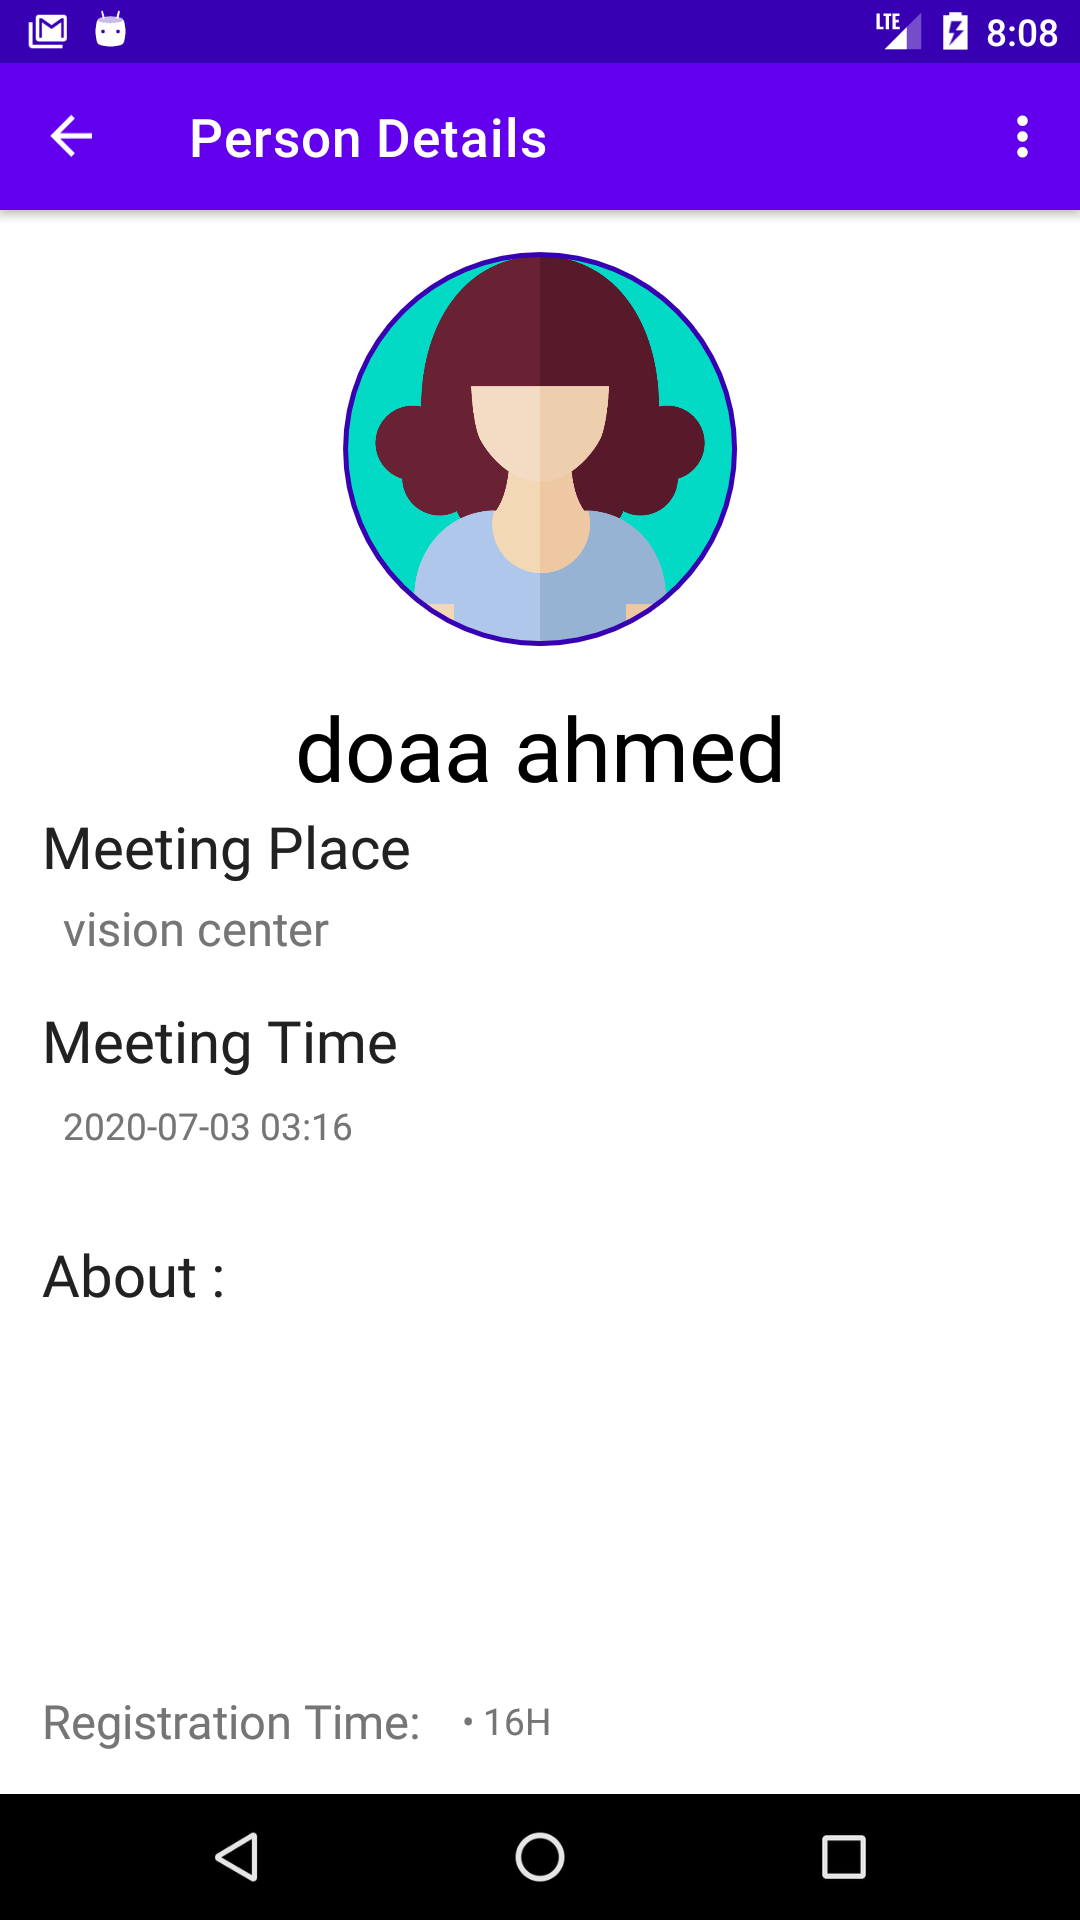 LTE 8:08
Person Details
doaa ahmed
Meeting Place
vision center
Meeting Time
2020-07-03 03:16
About :
Registration Time: • 16H